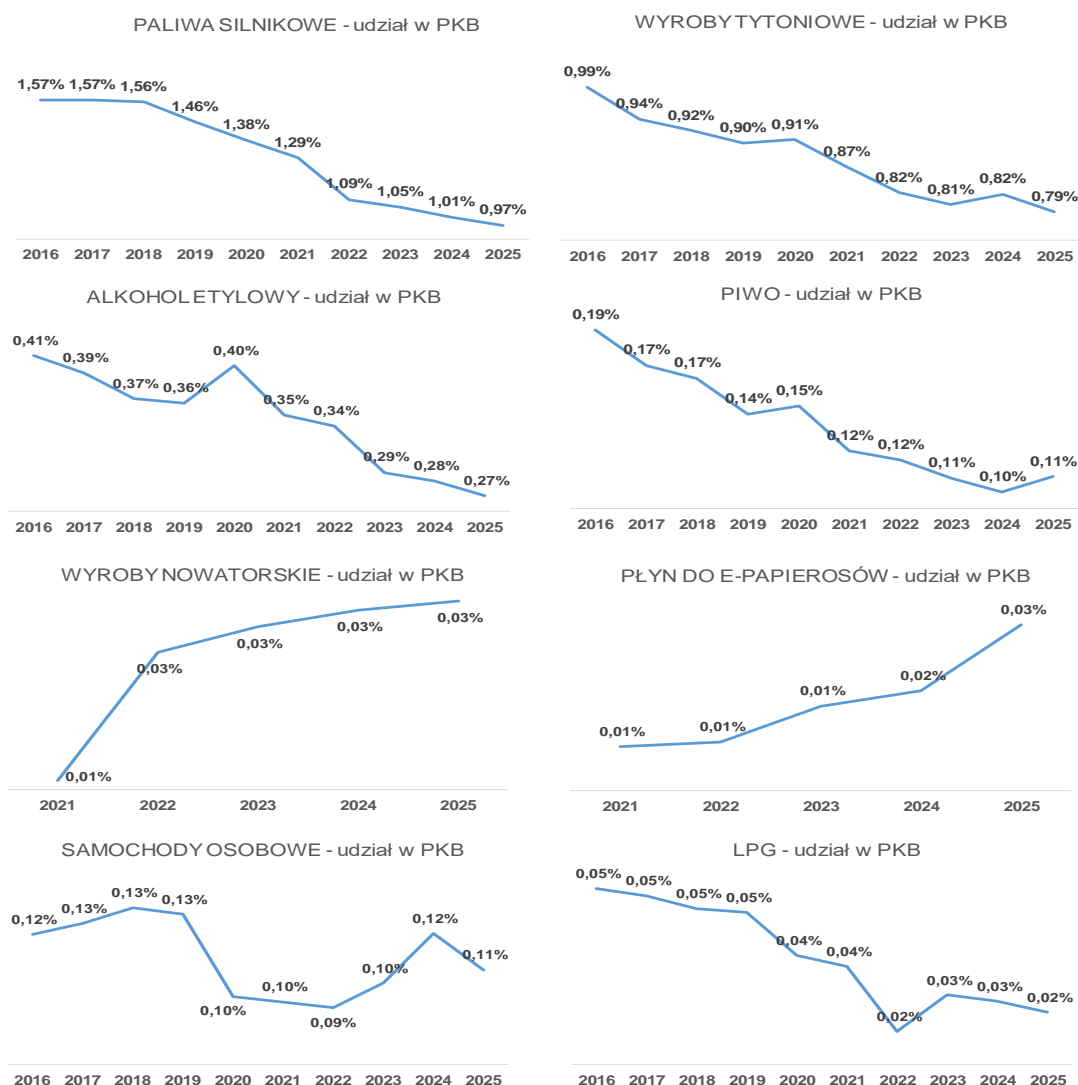 PALIWA SILNIKOWE - udział w PKB
1,57% 1,57% 1,56% 1,46% 1,38% 1,29% 1,09% 1,05% 1,01% 0,97%
2016 2017 2018 2019 2020 2021 2022 2023 2024 2025
WYROBY TYTONIOWE - udział w PKB
0,99% 0,94% 0,92% 0,90% 0,91% 0,87% 0,82% 0,81% 0,82% 0,79%
2016 2017 2018 2019 2020 2021 2022 2023 2024 2025
ALKOHOL ETYLOWY - udział w PKB
0,41% 0,39% 0,37% 0,36% 0,40% 0,35% 0,34% 0,29% 0,28% 0,27%
2016 2017 2018 2019 2020 2021 2022 2023 2024 2025
PIWO - udział w PKB
0,19% 0,17% 0,17% 0,14% 0,15% 0,12% 0,12% 0,11% 0,10% 0,11%
2016 2017 2018 2019 2020 2021 2022 2023 2024 2025
WYROBY NOWATORSKIE - udział w PKB
0,01% 0,03% 0,03% 0,03% 0,03%
2021 2022 2023 2024 2025
PŁYN DO E-PAPIEROSÓW - udział w PKB
0,01% 0,01% 0,01% 0,02% 0,03%
2021 2022 2023 2024 2025
SAMOCHODY OSOBOWE - udział w PKB
0,12% 0,13% 0,13% 0,13% 0,10% 0,10% 0,09% 0,10% 0,12% 0,11%
2016 2017 2018 2019 2020 2021 2022 2023 2024 2025
LPG - udział w PKB
0,05% 0,05% 0,05% 0,05% 0,04% 0,04% 0,02% 0,03% 0,03% 0,02%
2016 2017 2018 2019 2020 2021 2022 2023 2024 2025